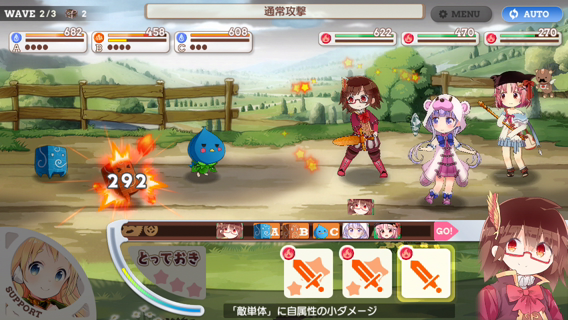 WAVE 2/3 2
通常攻撃
MENU
AUTO
682
458
608
622
470
270
A
B
C
292
A B C GO!
とっておき
SUPPORT
「敵単体」に自属性の小ダメージ